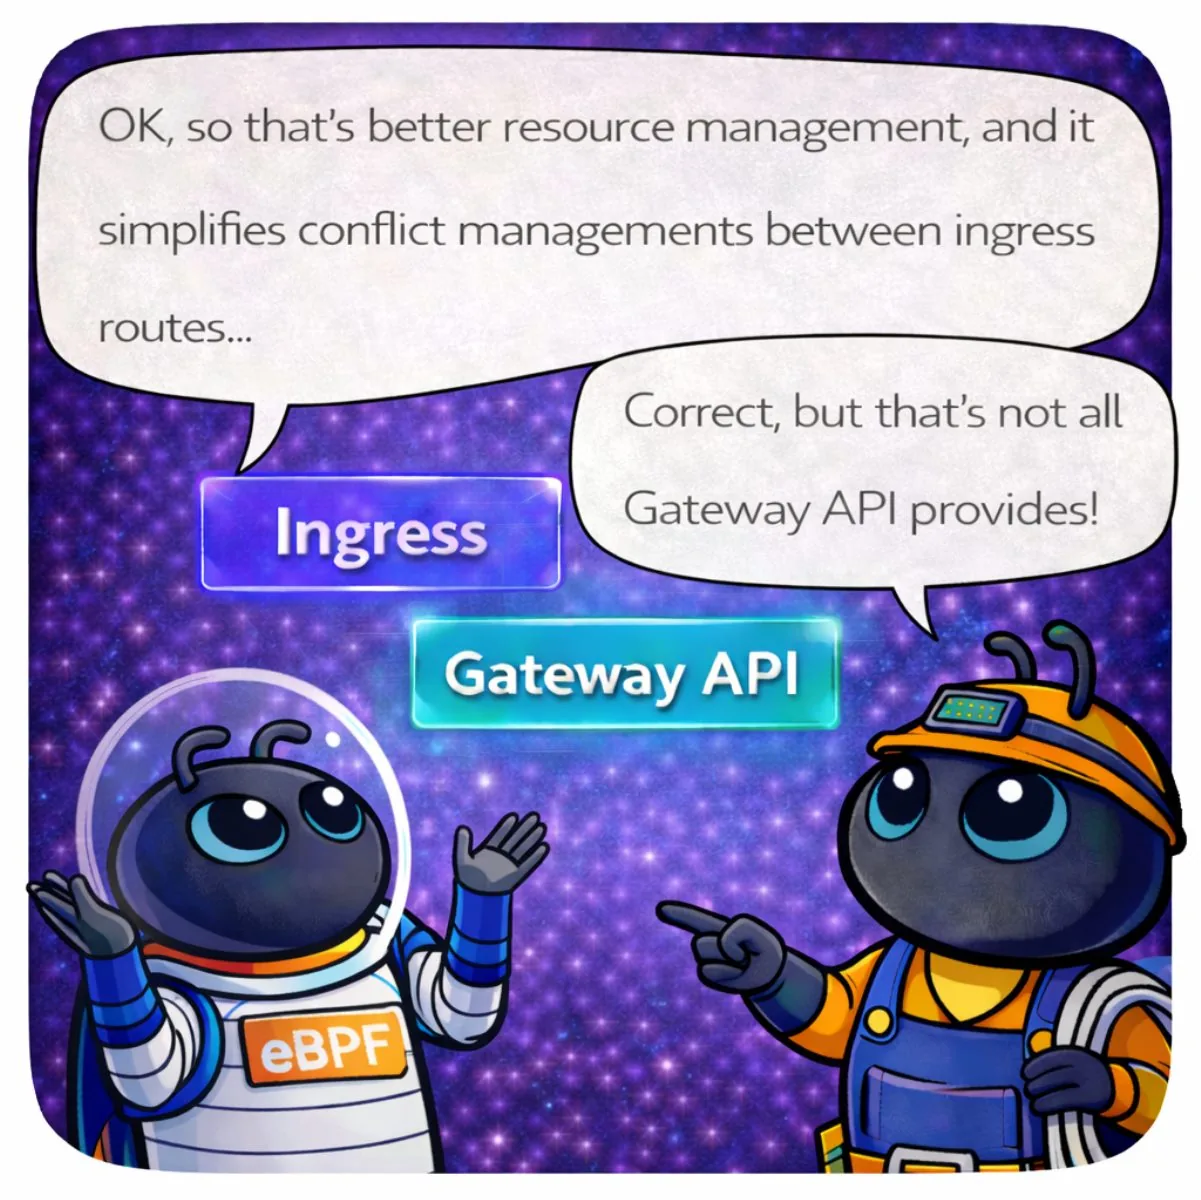 OK, so that's better resource management, and it
simplifies conflict managements between ingress
routes...
Correct, but that's not all
Gateway API provides!
Ingress
Gateway API
eBPF